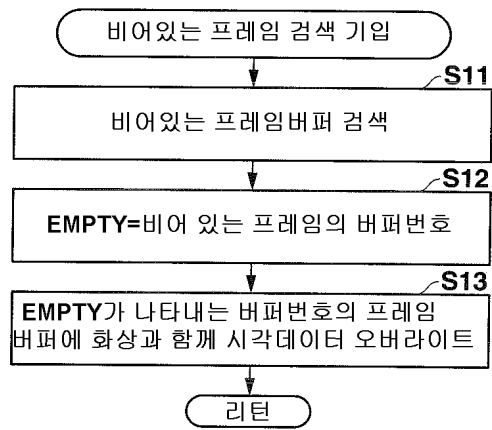 비어있는 프레임 검색 기입
S11
비어있는 프레임버퍼 검색
S12
EMPTY=비어 있는 프레임의 버퍼번호
S13
EMPTY가 나타내는 버퍼번호의 프레임
버퍼에 화상과 함께 시각데이터 오버라이트
리턴